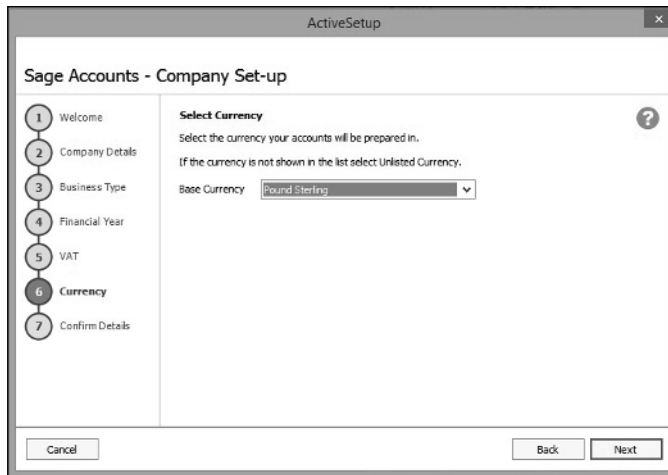 ActiveSetup
Sage Accounts - Company Set-up
1 Welcome
2 Company Details
3 Business Type
4 Financial Year
5 VAT
6 Currency
7 Confirm Details
Select Currency
?
Select the currency your accounts will be prepared in.
If the currency is not shown in the list select Unlisted Currency.
Base Currency Pound Sterling
Cancel
Back
Next